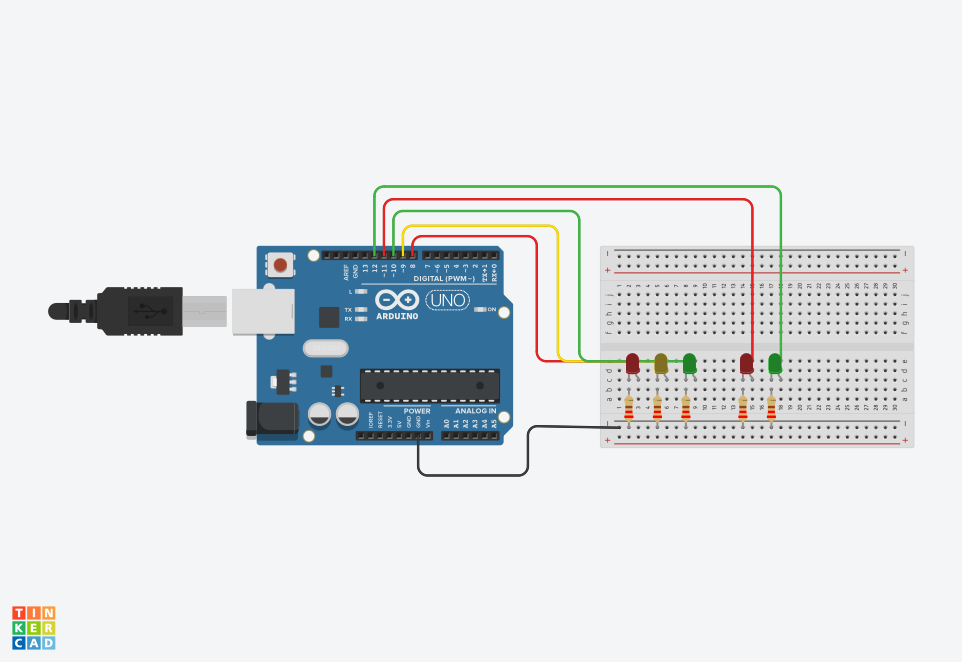 AREF
GND
13
12
~11
~10
~9
8
7
~6
~5
4
~3
2
TX→1
RX←0
DIGITAL (PWM~)
L
TX
RX
UNO
ON
ARDUINO
IOREF
RESET
3.3V
5V
GND
GND
Vin
POWER
ANALOG IN
A0
A1
A2
A3
A4
A5
f g h i j
a b c d e
TIN
KER
CAD